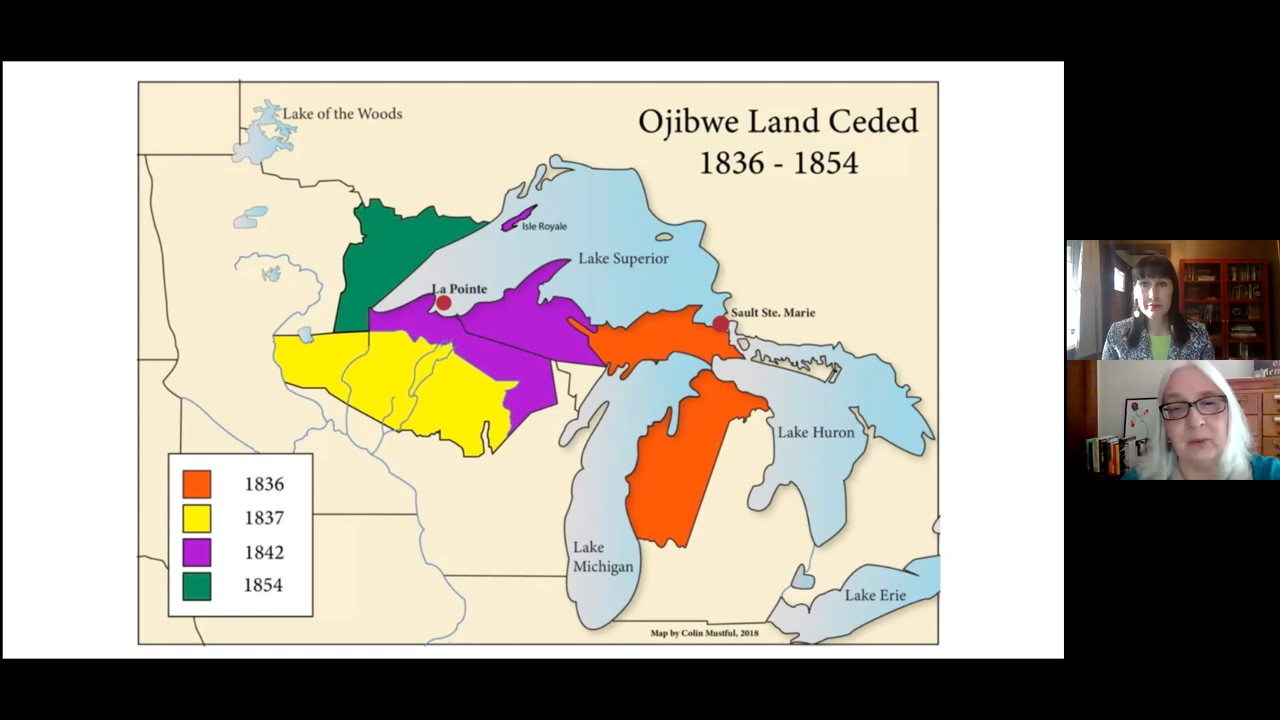 Lake of the Woods
Ojibwe Land Ceded
1836 - 1854
Isle Royale
Lake Superior
La Pointe
Sault Ste. Marie
Lake Huron
1836
1837
1842
1854
Lake
Michigan
Lake Erie
Map by Colin Mustful, 2018